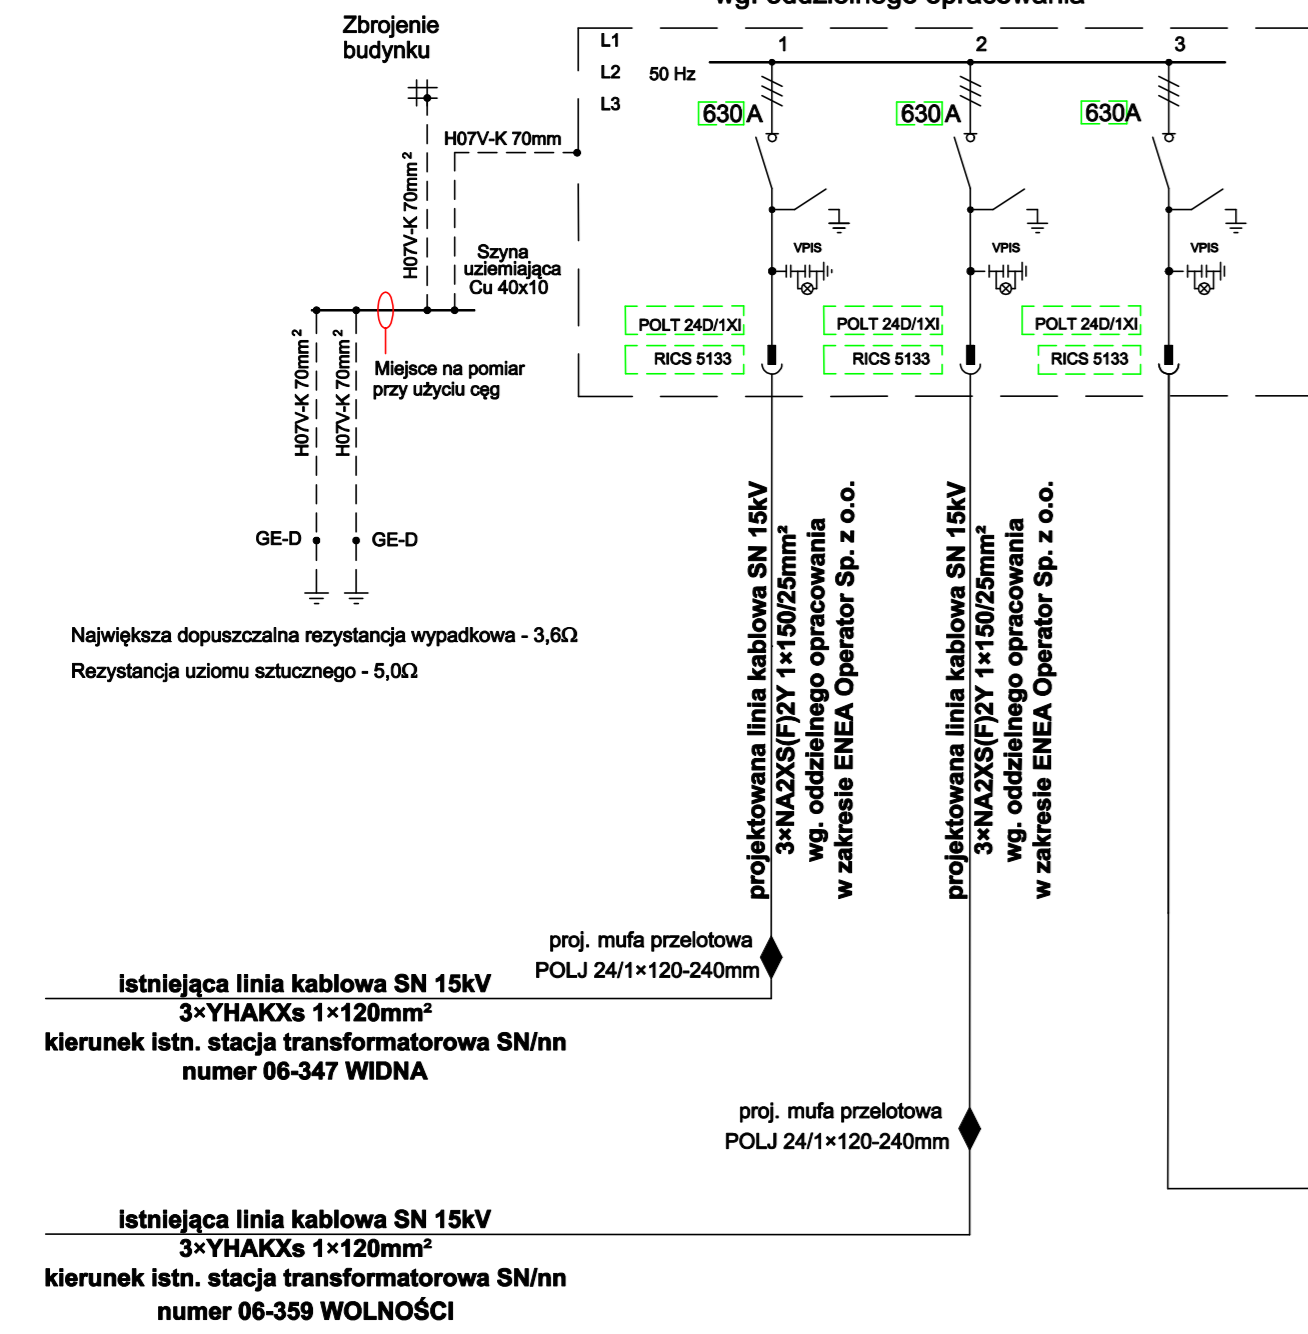 wg. oddzielnego opracowania
Zbrojenie
budynku
L1
L2
L3
50 Hz
1
2
3
630A
630A
630A
H07V-K 70mm
H07V-K 70mm²
Szyna
uziemiająca
Cu 40x10
VPIS
VPIS
VPIS
POLT 24D/1XI
POLT 24D/1XI
POLT 24D/1XI
RICS 5133
RICS 5133
RICS 5133
Miejsce na pomiar
przy użyciu cęg
H07V-K 70mm²
H07V-K 70mm²
GE-D
GE-D
Największa dopuszczalna rezystancja wypadkowa - 3,6Ω
Rezystancja uziomu sztucznego - 5,0Ω
projektowana linia kablowa SN 15kV
3×NA2XS(F)2Y 1×150/25mm²
wg. oddzielnego opracowania
w zakresie ENEA Operator Sp. z o.o.
projektowana linia kablowa SN 15kV
3×NA2XS(F)2Y 1×150/25mm²
wg. oddzielnego opracowania
w zakresie ENEA Operator Sp. z o.o.
proj. mufa przelotowa
POLJ 24/1×120-240mm
istniejąca linia kablowa SN 15kV
3×YHAKXs 1×120mm²
kierunek istn. stacja transformatorowa SN/nn
numer 06-347 WIDNA
proj. mufa przelotowa
POLJ 24/1×120-240mm
istniejąca linia kablowa SN 15kV
3×YHAKXs 1×120mm²
kierunek istn. stacja transformatorowa SN/nn
numer 06-359 WOLNOŚCI